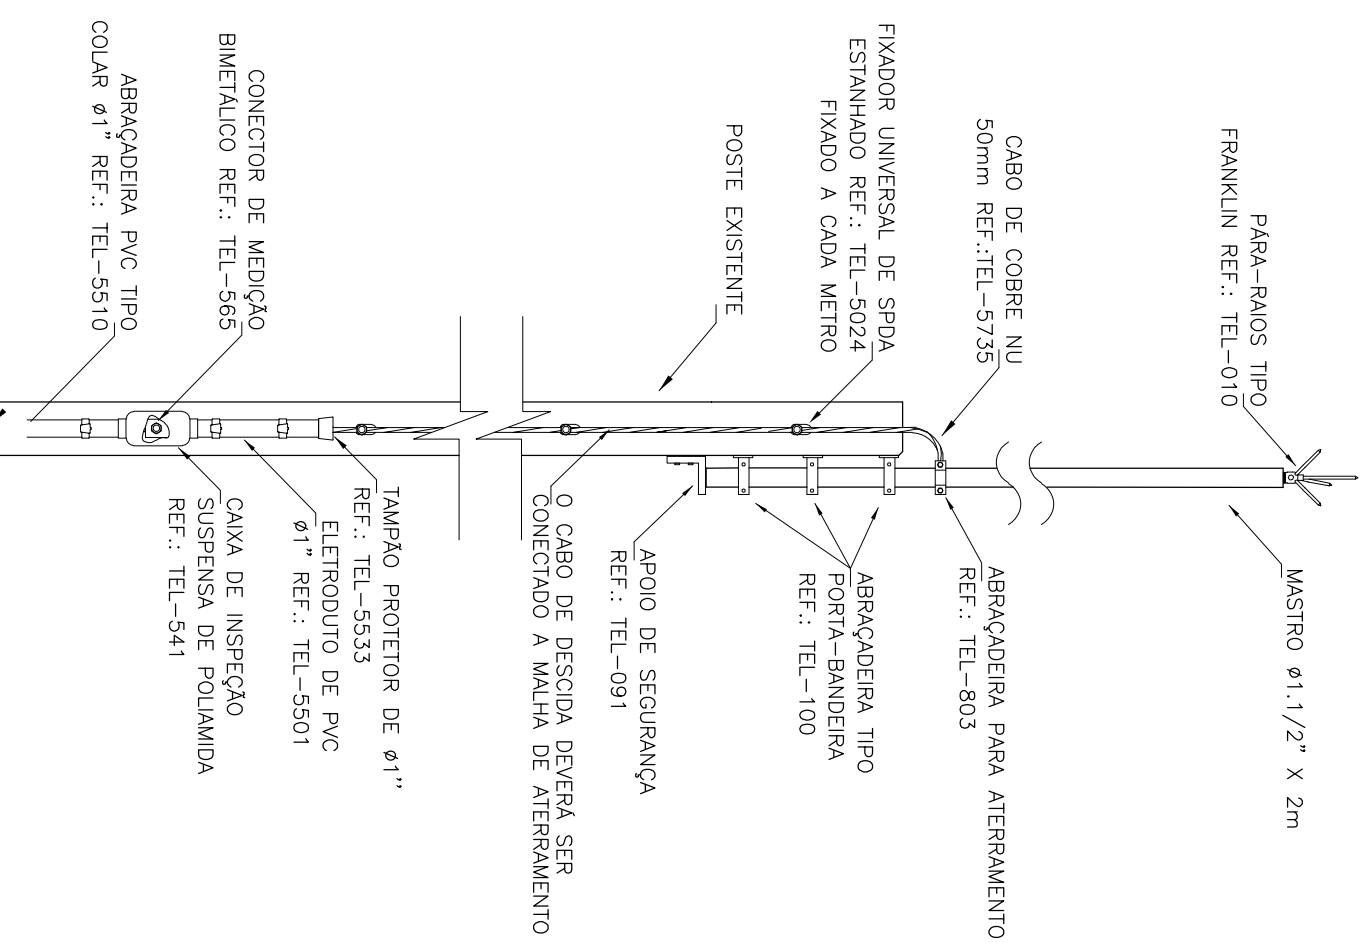 PÁRA-RAIOS TIPO
FRANKLIN REF.: TEL-010
MASTRO ø1.1/2" X 2m
CABO DE COBRE NU
50mm REF.:TEL-5735
ABRAÇADEIRA PARA ATERRAMENTO
REF.: TEL-803
FIXADOR UNIVERSAL DE SPDA
ESTANHADO REF.: TEL-5024
FIXADO A CADA METRO
ABRAÇADEIRA TIPO
PORTA-BANDEIRA
REF.: TEL-100
POSTE EXISTENTE
APOIO DE SEGURANÇA
REF.: TEL-091
O CABO DE DESCIDA DEVERÁ SER
CONECTADO A MALHA DE ATERRAMENTO
TAMPÃO PROTETOR DE ø1"
REF.: TEL-5533
ELETRODUTO DE PVC
ø1" REF.: TEL-5501
CONECTOR DE MEDIÇÃO
BIMETÁLICO REF.: TEL-565
CAIXA DE INSPEÇÃO
SUSPENSA DE POLIAMIDA
REF.: TEL-541
ABRAÇADEIRA PVC TIPO
COLAR ø1" REF.: TEL-5510